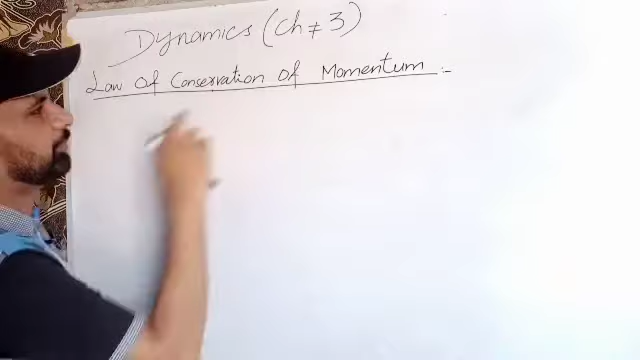 Dynamics (ch # 3)
Law Of Conservation Of Momentum :-